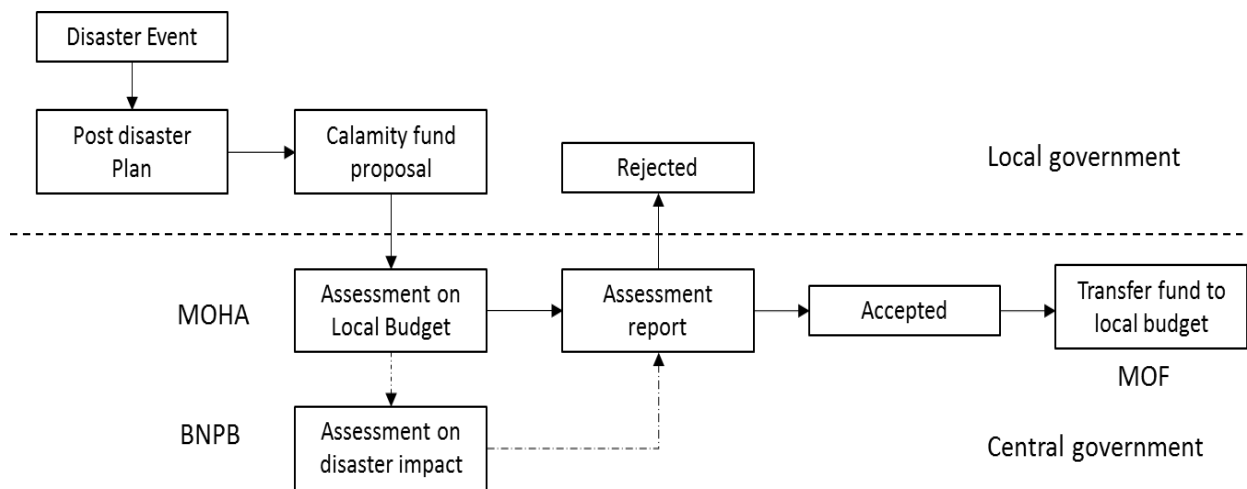 Disaster Event
Post disaster
Plan
Calamity fund
proposal
Rejected
Local government
MOHA
Assessment on
Local Budget
Assessment
report
Accepted
Transfer fund to
local budget
MOF
BNPB
Assessment on
disaster impact
Central government